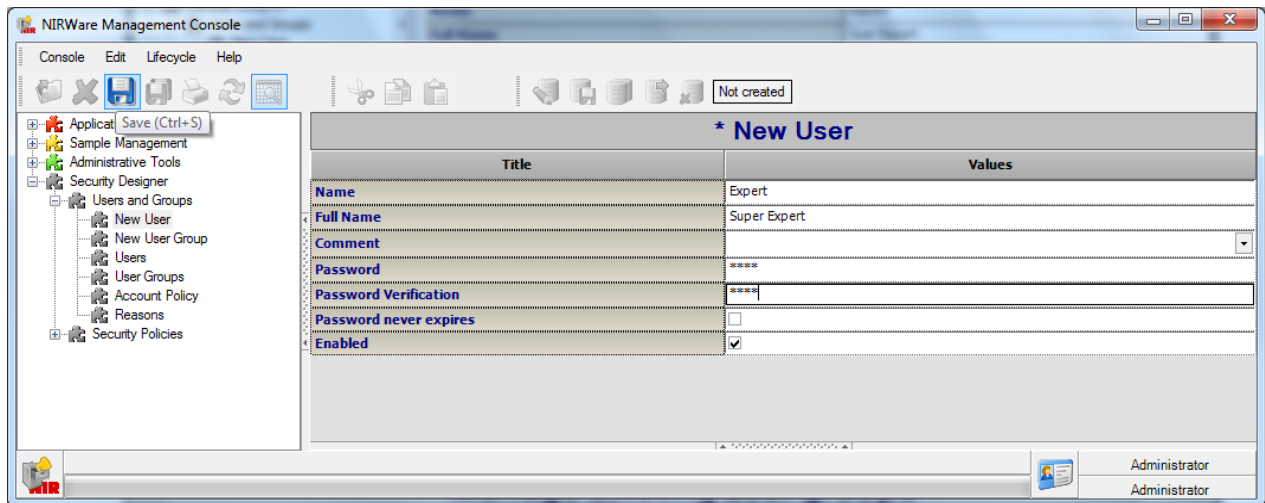 NIRWare Management Console
Console Edit Lifecycle Help
Not created
Save (Ctrl+S)
Applicat
Sample Management
Administrative Tools
Security Designer
Users and Groups
New User
New User Group
Users
User Groups
Account Policy
Reasons
Security Policies
* New User
Title Values
Name Expert
Full Name Super Expert
Comment
Password ****
Password Verification ****
Password never expires
Enabled
NIR
Administrator
Administrator